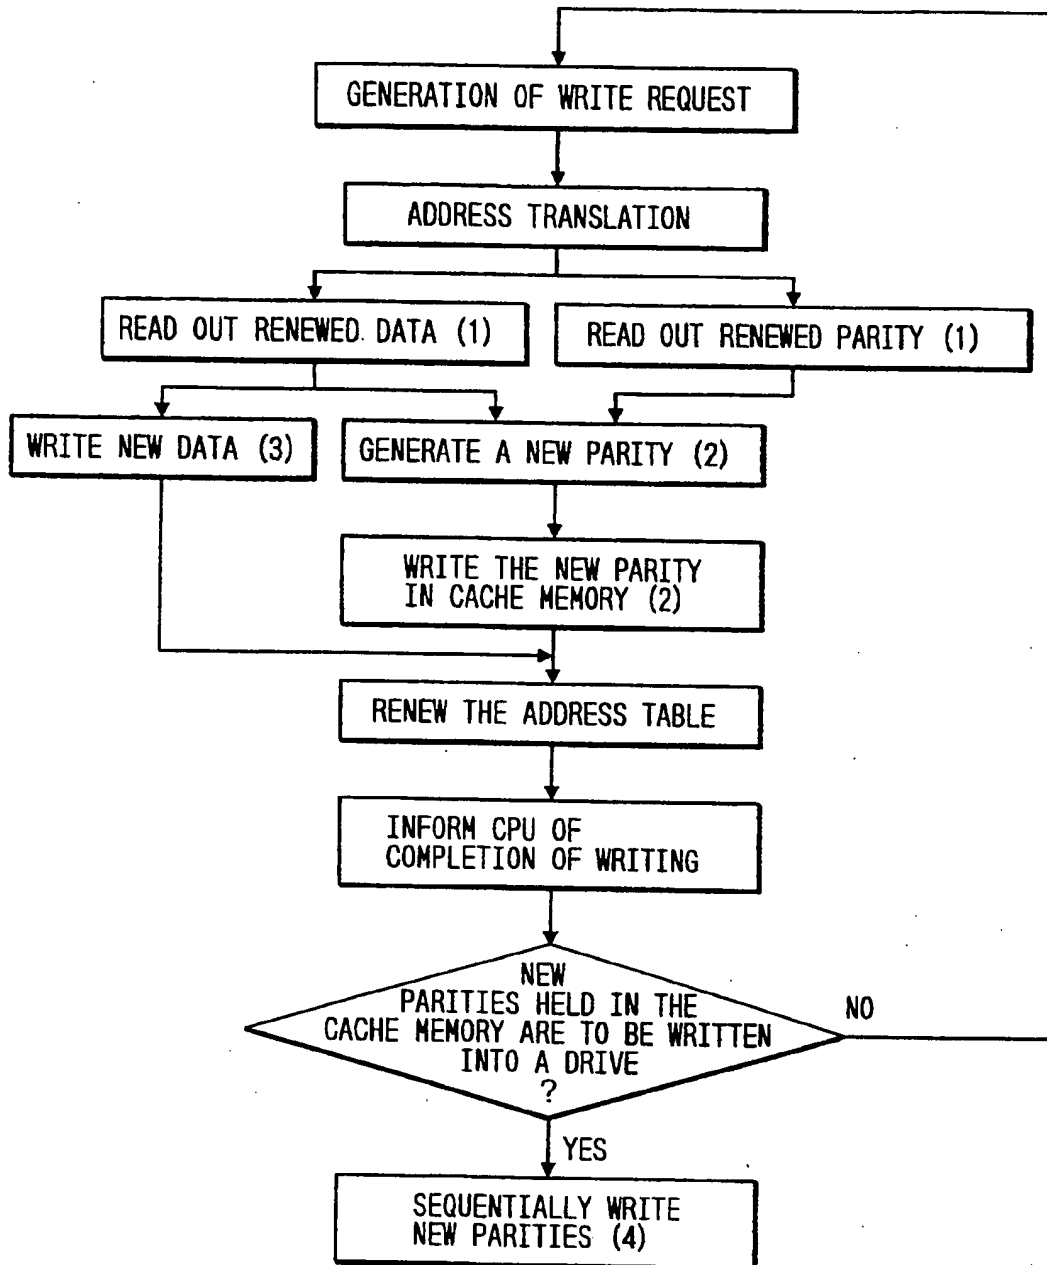 GENERATION OF WRITE REQUEST
ADDRESS TRANSLATION
READ OUT RENEWED DATA (1)
READ OUT RENEWED PARITY (1)
WRITE NEW DATA (3)
GENERATE A NEW PARITY (2)
WRITE THE NEW PARITY
IN CACHE MEMORY (2)
RENEW THE ADDRESS TABLE
INFORM CPU OF
COMPLETION OF WRITING
NEW
PARITIES HELD IN THE
CACHE MEMORY ARE TO BE WRITTEN
INTO A DRIVE
?
NO
YES
SEQUENTIALLY WRITE
NEW PARITIES (4)